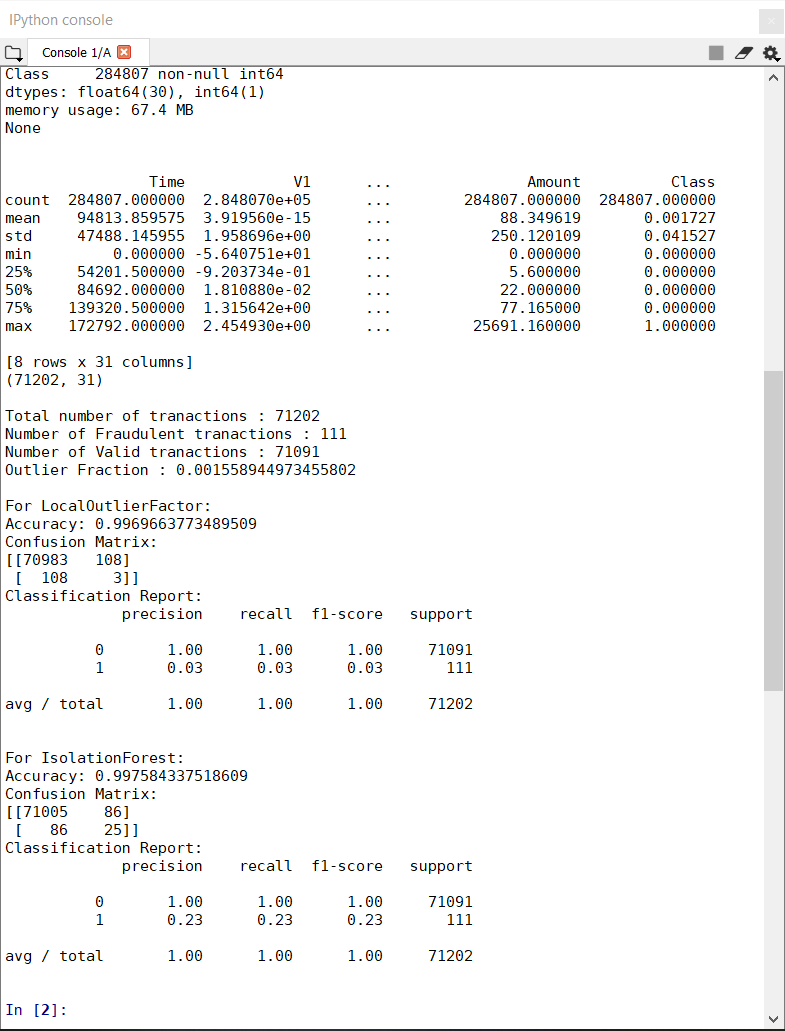 IPython console
Console 1/A
Class     284807 non-null int64
dtypes: float64(30), int64(1)
memory usage: 67.4 MB
None
                Time            V1      ...               Amount          Class
count  284807.000000  2.848070e+05      ...        284807.000000  284807.000000
mean    94813.859575  3.919560e-15      ...            88.349619       0.001727
std     47488.145955  1.958696e+00      ...           250.120109       0.041527
min         0.000000 -5.640751e+01      ...             0.000000       0.000000
25%     54201.500000 -9.203734e-01      ...             5.600000       0.000000
50%     84692.000000  1.810880e-02      ...            22.000000       0.000000
75%    139320.500000  1.315642e+00      ...            77.165000       0.000000
max    172792.000000  2.454930e+00      ...         25691.160000       1.000000
[8 rows x 31 columns]
(71202, 31)
Total number of tranactions : 71202
Number of Fraudulent tranactions : 111
Number of Valid tranactions : 71091
Outlier Fraction : 0.001558944973455802
For LocalOutlierFactor:
Accuracy: 0.9969663773489509
Confusion Matrix:
[[70983   108]
 [  108     3]]
Classification Report:
             precision    recall  f1-score   support
          0       1.00      1.00      1.00     71091
          1       0.03      0.03      0.03       111
avg / total       1.00      1.00      1.00     71202
For IsolationForest:
Accuracy: 0.997584337518609
Confusion Matrix:
[[71005    86]
 [   86    25]]
Classification Report:
             precision    recall  f1-score   support
          0       1.00      1.00      1.00     71091
          1       0.23      0.23      0.23       111
avg / total       1.00      1.00      1.00     71202
In [2]: